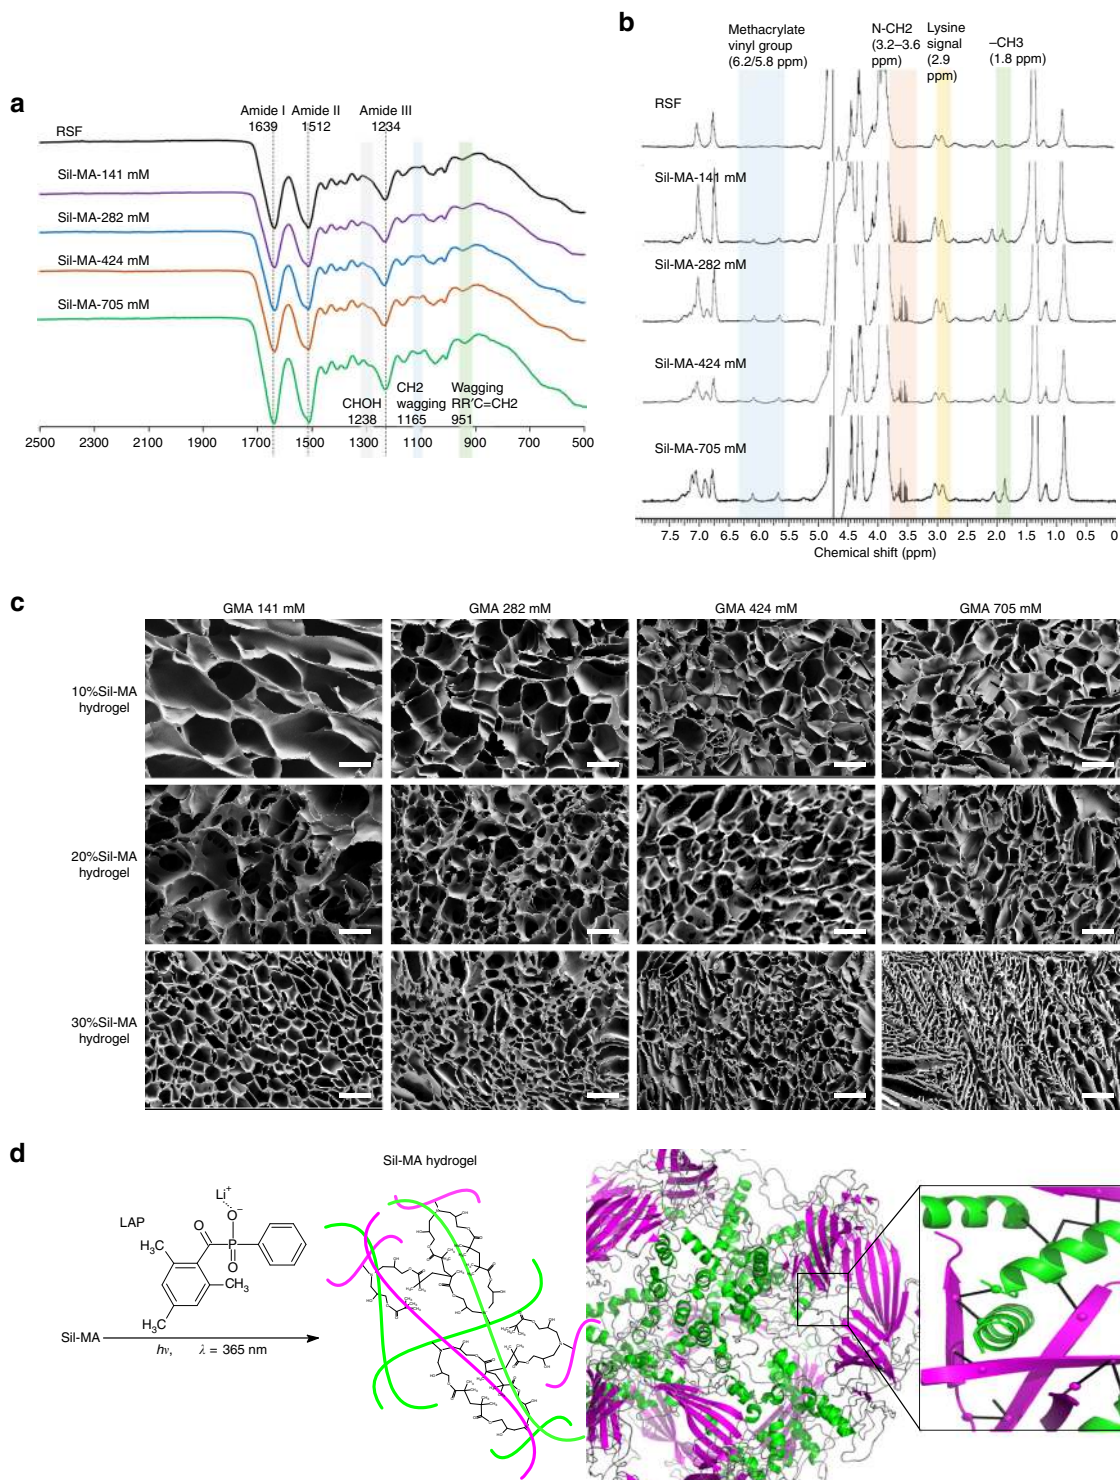 a
RSF
Sil-MA-141 mM
Sil-MA-282 mM
Sil-MA-424 mM
Sil-MA-705 mM
Amide I
1639
Amide II
1512
Amide III
1234
CHOH
1238
CH2
wagging
1165
Wagging
RR′C=CH2
951
2500 2300 2100 1900 1700 1500 1300 1100 900 700 500
b
Methacrylate
vinyl group
(6.2/5.8 ppm)
N-CH2
(3.2–3.6
ppm)
Lysine
signal
(2.9
ppm)
–CH3
(1.8 ppm)
RSF
Sil-MA-141 mM
Sil-MA-282 mM
Sil-MA-424 mM
Sil-MA-705 mM
7.5 7.0 6.5 6.0 5.5 5.0 4.5 4.0 3.5 3.0 2.5 2.0 1.5 1.0 0.5 0
Chemical shift (ppm)
c
GMA 141 mM GMA 282 mM GMA 424 mM GMA 705 mM
10%Sil-MA
hydrogel
20%Sil-MA
hydrogel
30%Sil-MA
hydrogel
d
Sil-MA hydrogel
LAP
Li+
O−
O
P
O
H3C
CH3
H3C
Sil-MA
hv, λ = 365 nm